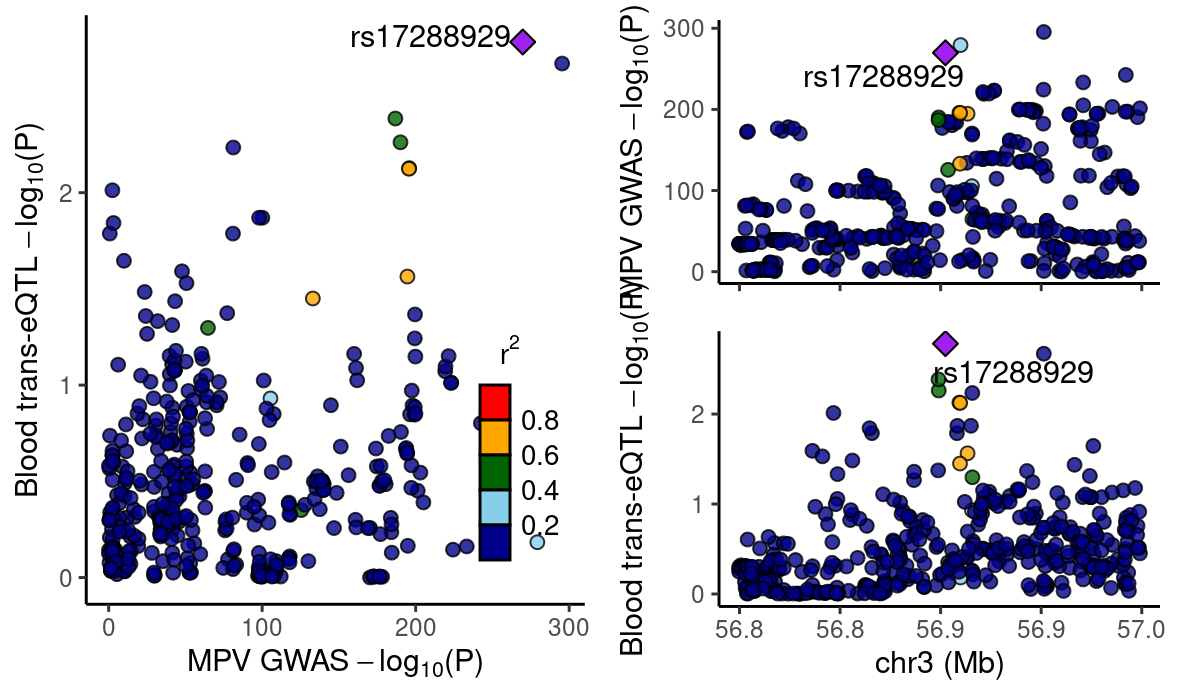 Blood trans-eQTL −log10(P)
2
1
0
rs17288929
r2
0.8
0.6
0.4
0.2
0
100
200
300
MPV GWAS −log10(P)
MPV GWAS −log10(P)
300
200
100
0
rs17288929
Blood trans-eQTL −log10(P)
2
1
0
rs17288929
56.8
56.8
56.9
56.9
57.0
chr3 (Mb)